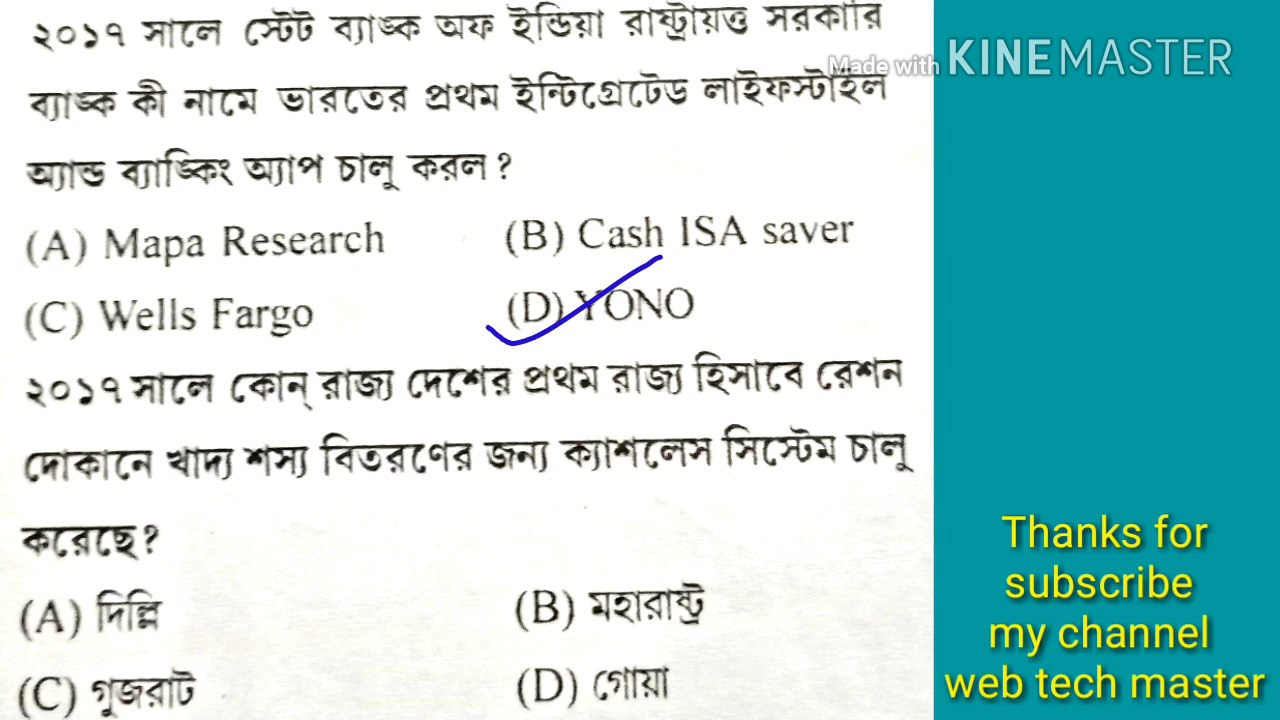 ২০১৭ সালে স্টেট ব্যাঙ্ক অফ ইন্ডিয়া রাষ্ট্রায়ত্ত সরকারি
Made with KINEMASTER
ব্যাঙ্ক কী নামে ভারতের প্রথম ইন্টিগ্রেটেড লাইফস্টাইল
অ্যান্ড ব্যাঙ্কিং অ্যাপ চালু করল?
(A) Mapa Research (B) Cash ISA saver
(C) Wells Fargo (D) YONO
২০১৭ সালে কোন্ রাজ্য দেশের প্রথম রাজ্য হিসাবে রেশন
দোকানে খাদ্য শস্য বিতরণের জন্য ক্যাশলেস সিস্টেম চালু
করেছে?
(A) দিল্লি (B) মহারাষ্ট্র
(C) গুজরাট (D) গোয়া
Thanks for
subscribe
my channel
web tech master